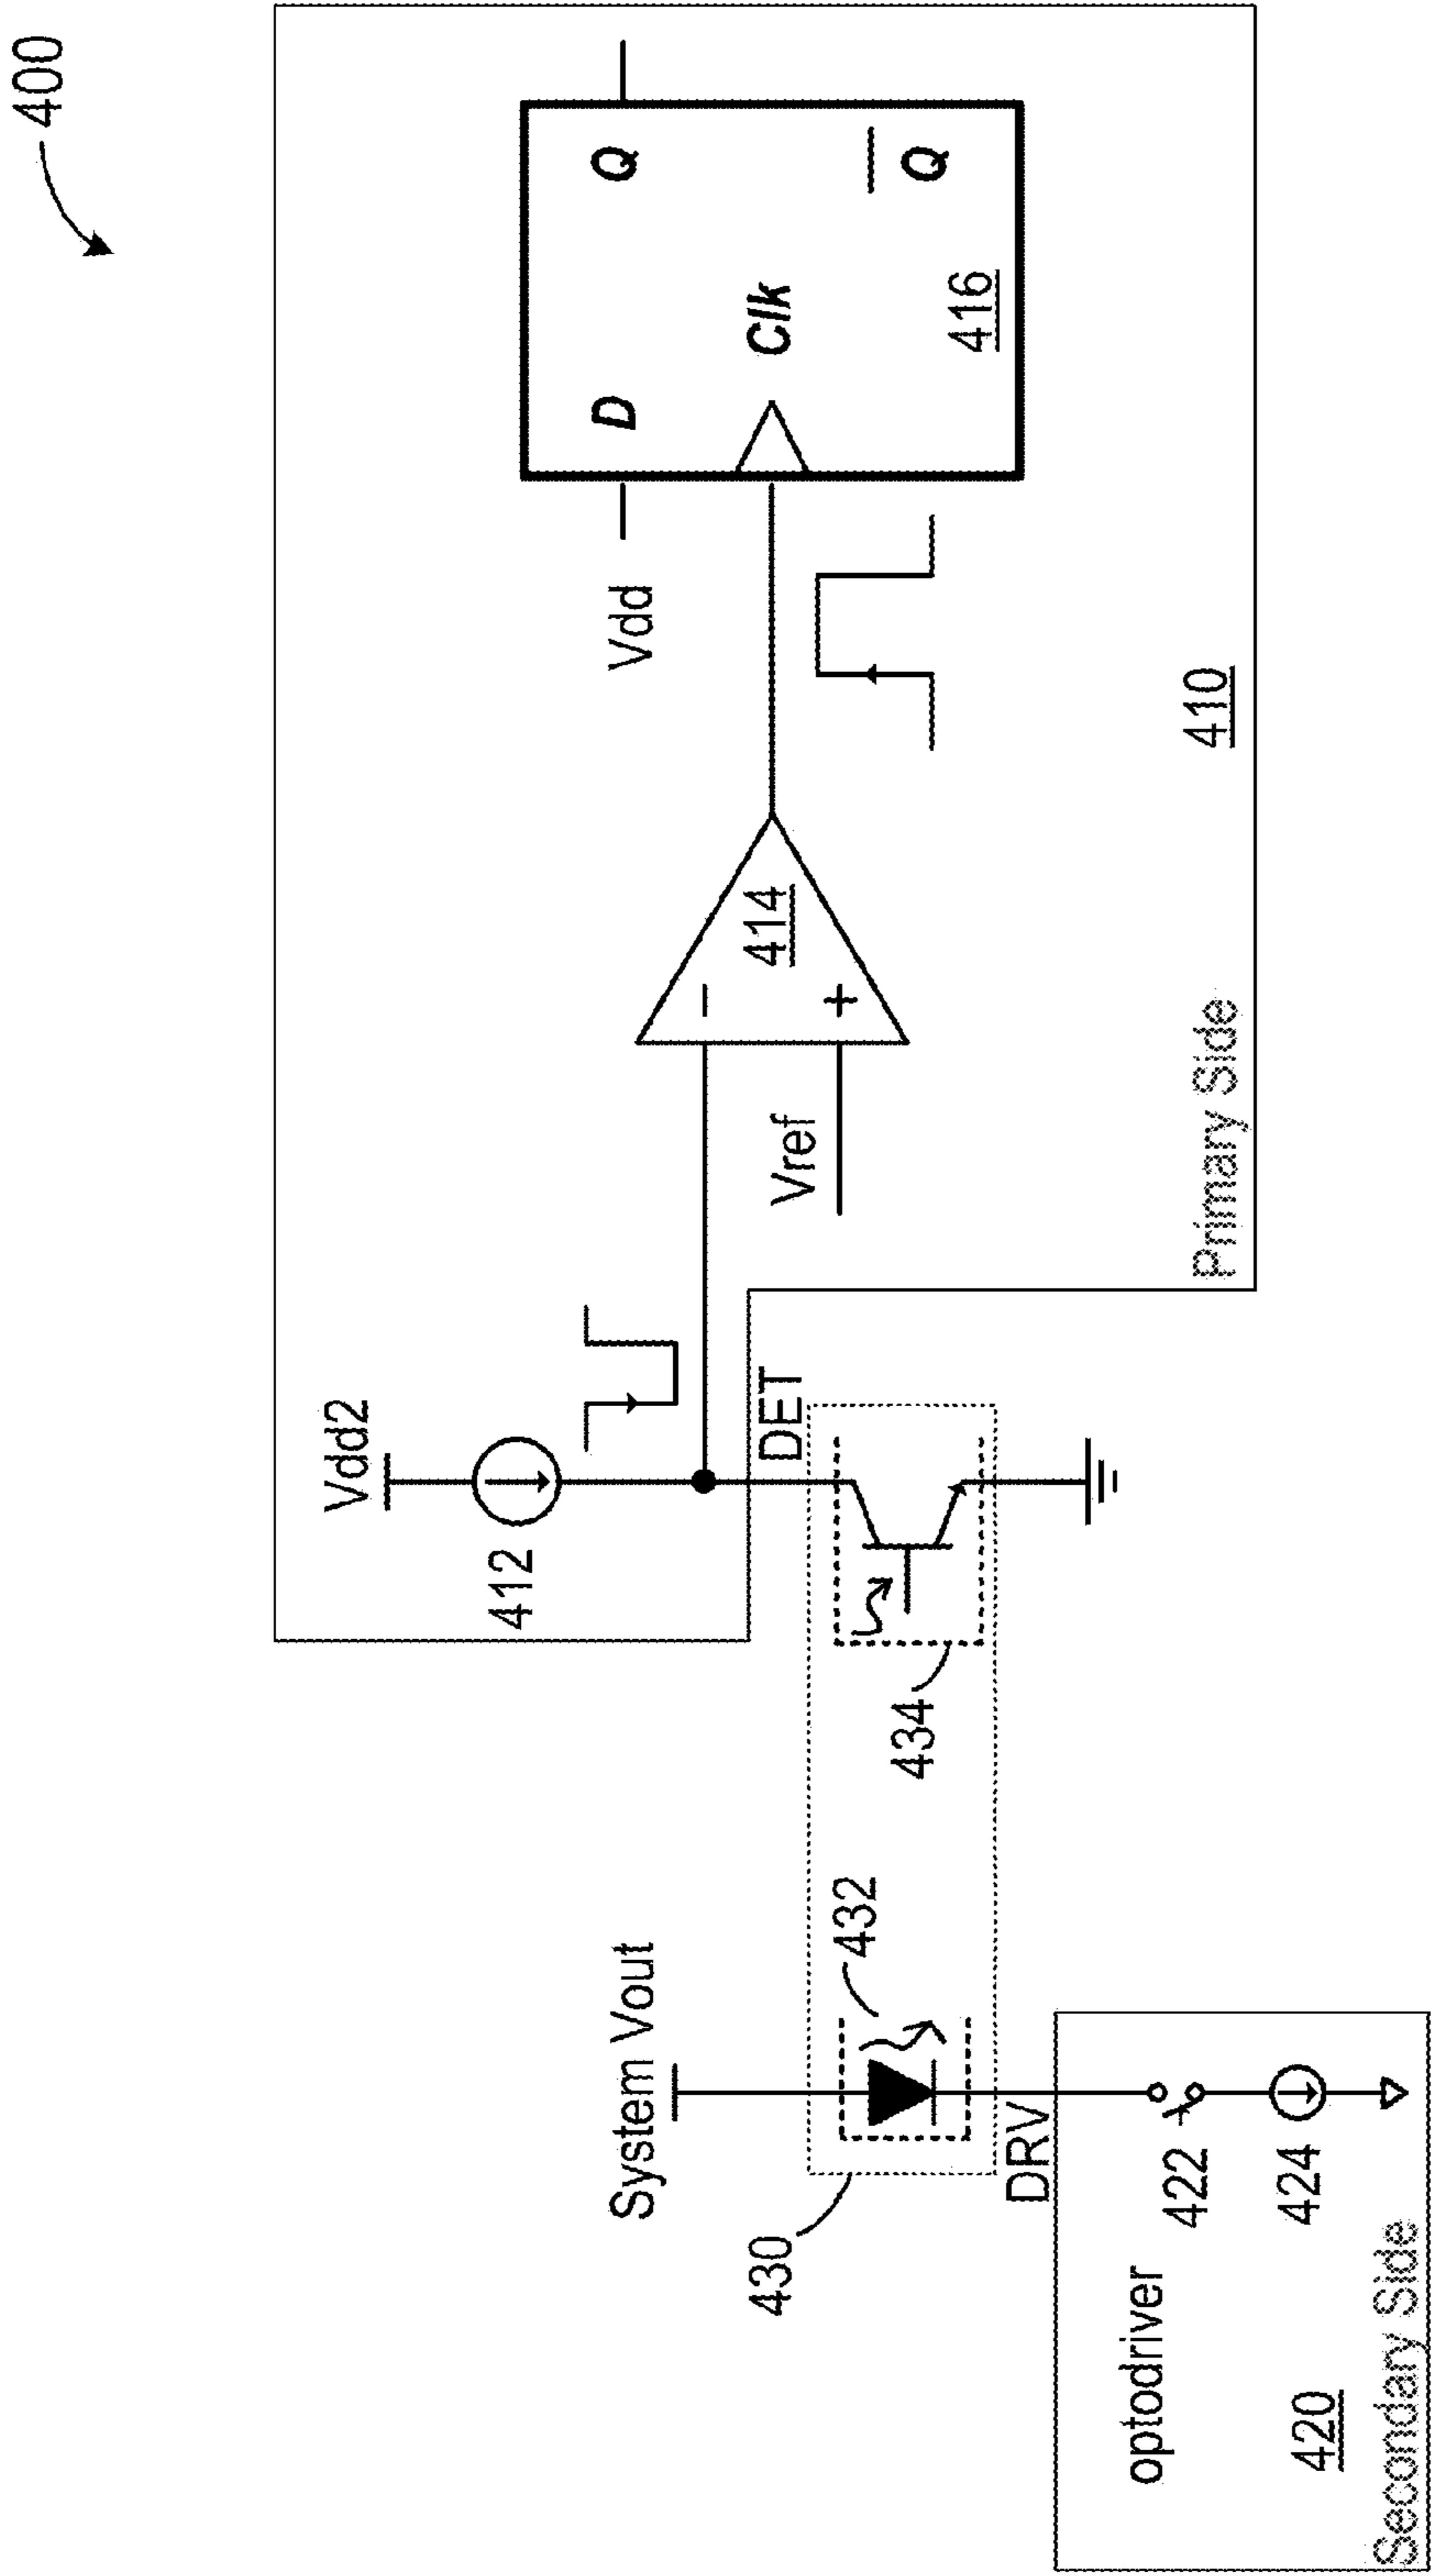 400
Vdd2
412
Vdd
D
Q
Clk
Q
416
414
−
+
Vref
410
Primary Side
DET
434
System Vout
432
430
DRV
optodriver
422
424
420
Secondary Side